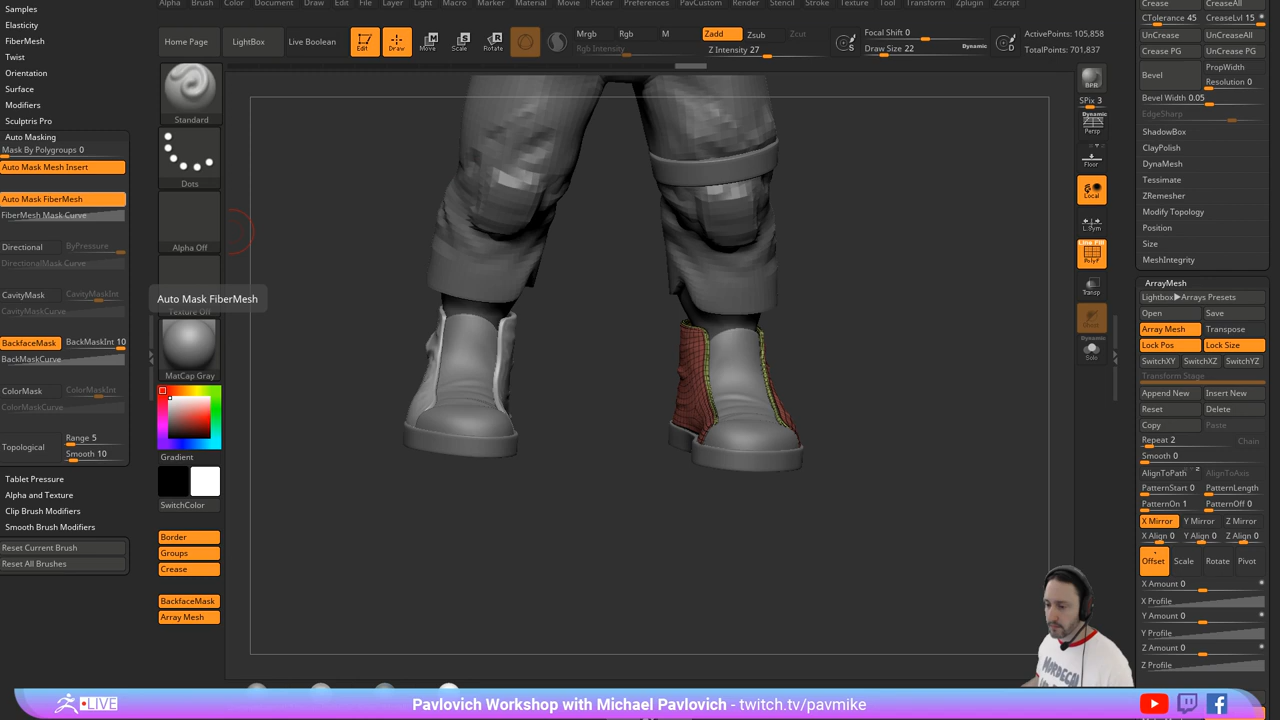 Alpha Brush Color Document Draw Edit File Layer Light Macro Marker Material Movie Picker Preferences PavCustom Render Stencil Stroke Texture Tool Transform Zplugin Zscript
Samples
Elasticity
FiberMesh
Twist
Orientation
Surface
Modifiers
Sculptris Pro
Auto Masking
Mask By Polygroups 0
Auto Mask Mesh Insert
Auto Mask FiberMesh
FiberMesh Mask Curve
Directional ByPressure
DirectionalMask Curve
CavityMask CavityMaskInt
CavityMaskCurve
BackfaceMask BackMaskInt 10
BackMaskCurve
ColorMask ColorMaskInt
ColorMaskCurve
Topological Range 5
Smooth 10
Tablet Pressure
Alpha and Texture
Clip Brush Modifiers
Smooth Brush Modifiers
Reset Current Brush
Reset All Brushes
Home Page LightBox Live Boolean Edit Draw Move Scale Rotate
Mrgb Rgb M Zadd Zsub Zcut
Rgb Intensity Z Intensity 27
S Focal Shift 0
Draw Size 22 Dynamic D
ActivePoints: 105,858
TotalPoints: 701,837
Standard
Dots
Alpha Off
Auto Mask FiberMesh
Texture Off
MatCap Gray
Gradient
SwitchColor
Border
Groups
Crease
BackfaceMask
Array Mesh
BPR
SPix 3
Dynamic
Persp
Floor
Local
L.Sym
Line Fill
PolyF
Transp
Dynamic
Solo
Crease CreaseAll
CTolerance 45 CreaseLvl 15
UnCrease UnCreaseAll
Crease PG UnCrease PG
Bevel PropWidth
Resolution 0
Bevel Width 0.05
EdgeSharp
ShadowBox
ClayPolish
DynaMesh
Tessimate
ZRemesher
Modify Topology
Position
Size
MeshIntegrity
ArrayMesh
Lightbox▶Arrays Presets
Open Save
Array Mesh Transpose
Lock Pos Lock Size
SwitchXY SwitchXZ SwitchYZ
Transform Stage
Append New Insert New
Reset Delete
Copy Paste
Repeat 2 Chain
Smooth 0
AlignToPath AlignToAxis
PatternStart 0 PatternLength
PatternOn 1 PatternOff 0
X Mirror Y Mirror Z Mirror
X Align 0 Y Align 0 Z Align 0
Offset Scale Rotate Pivot
X Amount 0
X Profile
Y Amount 0
Y Profile
Z Amount 0
Z Profile
LIVE Pavlovich Workshop with Michael Pavlovich - twitch.tv/pavmike